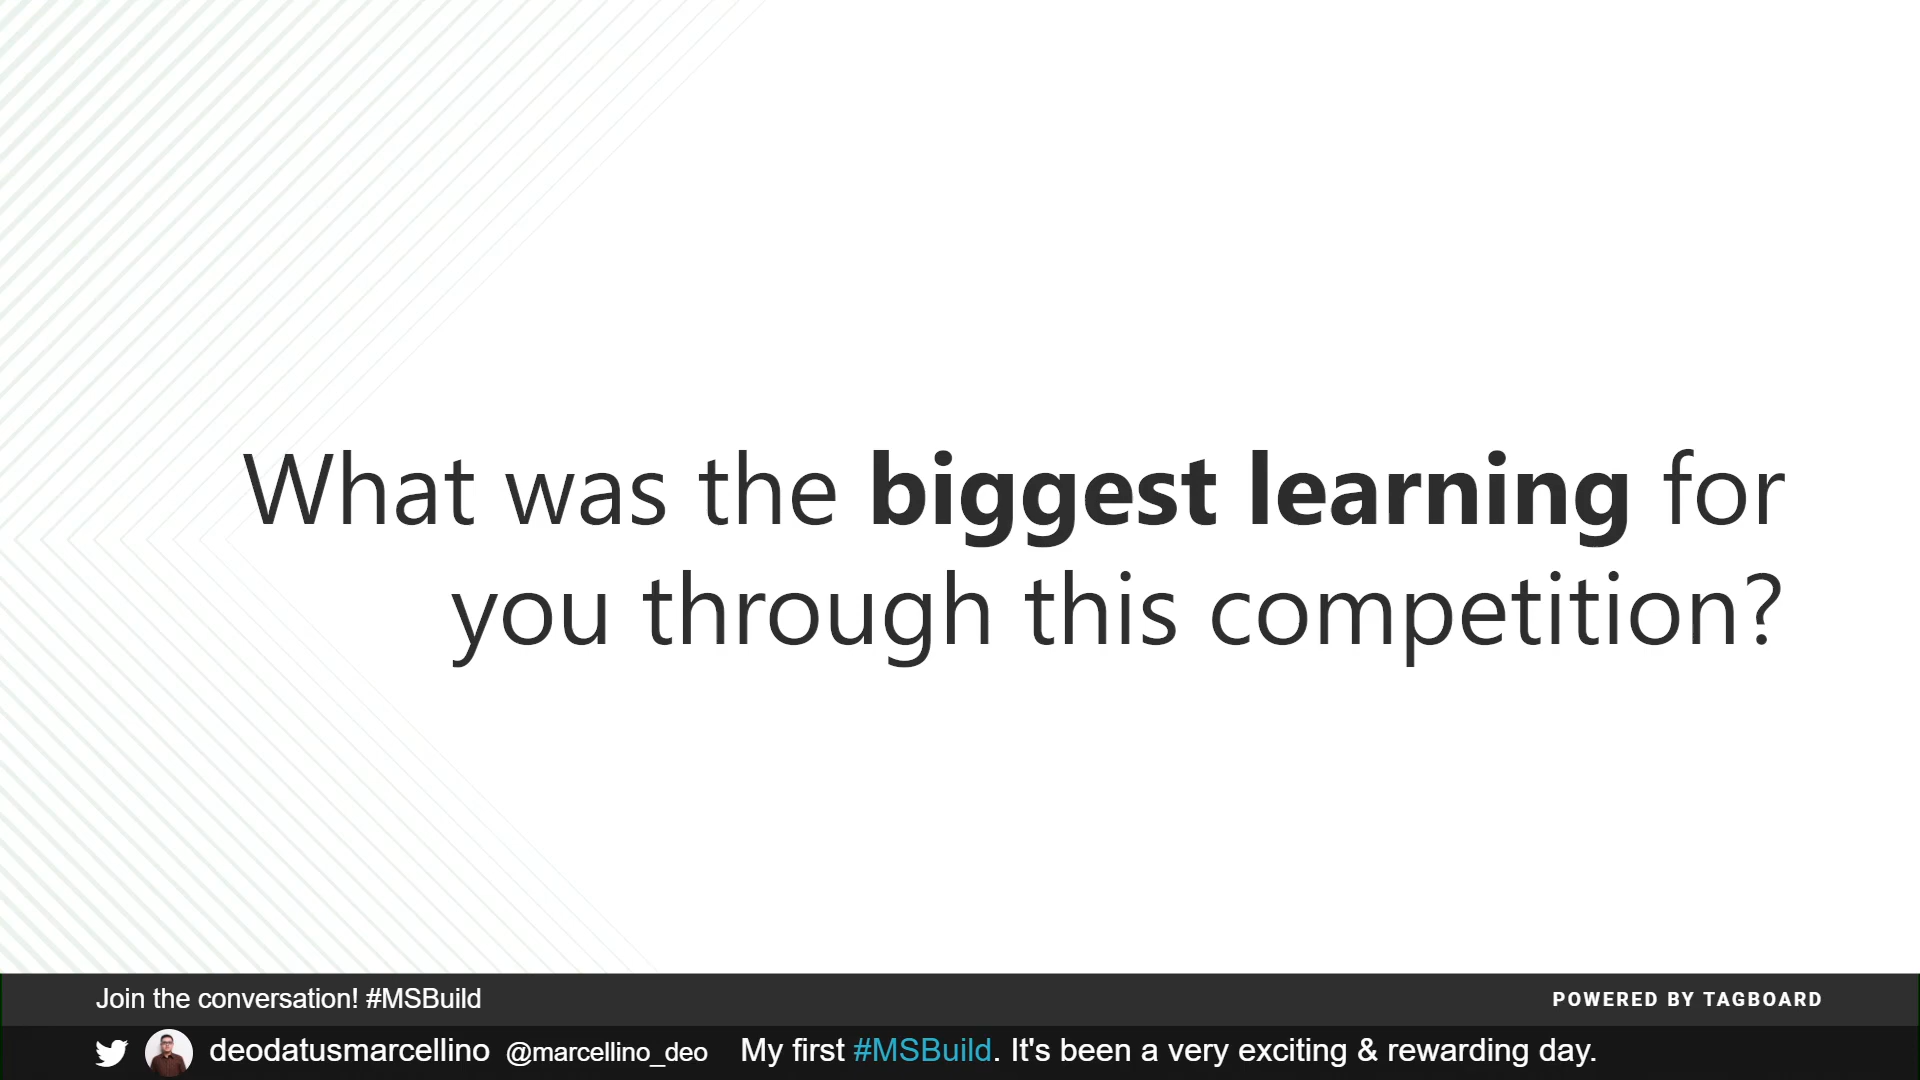 What was the biggest learning for
you through this competition?
Join the conversation! #MSBuild
POWERED BY TAGBOARD
deodatusmarcellino @marcellino_deo My first #MSBuild. It's been a very exciting & rewarding day.